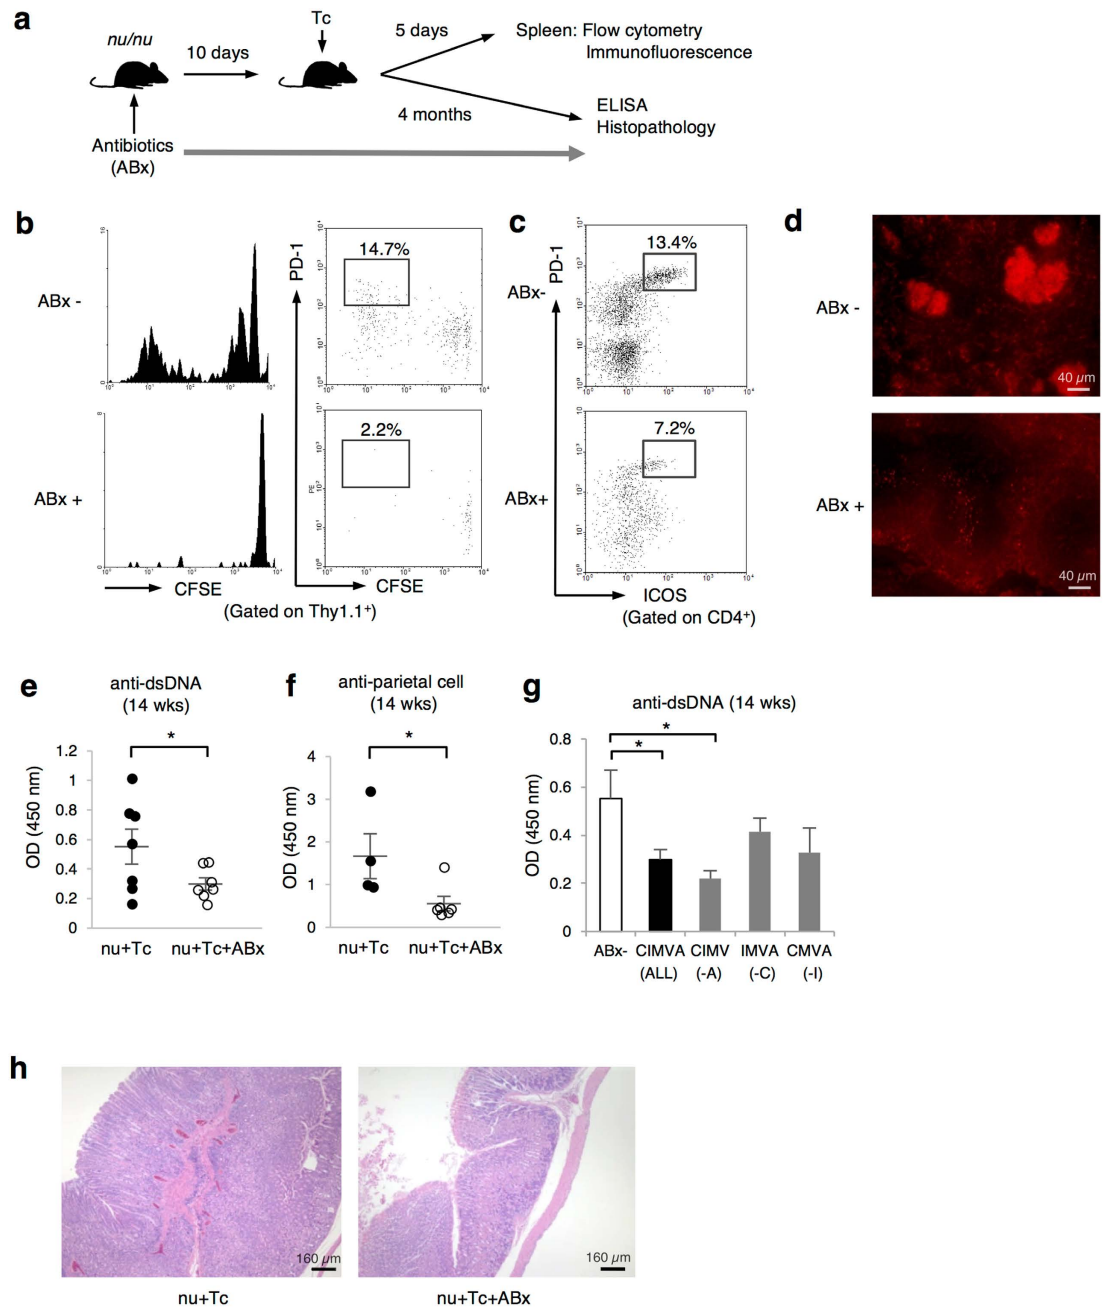 a
nu/nu
10 days
Tc
5 days
Spleen: Flow cytometry
Immunofluorescence
4 months
ELISA
Histopathology
Antibiotics
(ABx)
b
ABx -
14.7%
PD-1
ABx +
2.2%
PE
CFSE
CFSE
(Gated on Thy1.1⁺)
c
ABx-
PD-1
13.4%
ABx+
7.2%
ICOS
(Gated on CD4⁺)
d
ABx -
40 µm
ABx +
40 µm
e
anti-dsDNA
(14 wks)
*
OD (450 nm)
1.2
1
0.8
0.6
0.4
0.2
0
nu+Tc
nu+Tc+ABx
f
anti-parietal cell
(14 wks)
*
OD (450 nm)
4
3
2
1
0
nu+Tc
nu+Tc+ABx
g
anti-dsDNA (14 wks)
*
*
OD (450 nm)
0.8
0.6
0.4
0.2
0
ABx- CIMVA CIMV IMVA CMVA
(ALL) (-A) (-C) (-I)
h
160 µm
160 µm
nu+Tc
nu+Tc+ABx